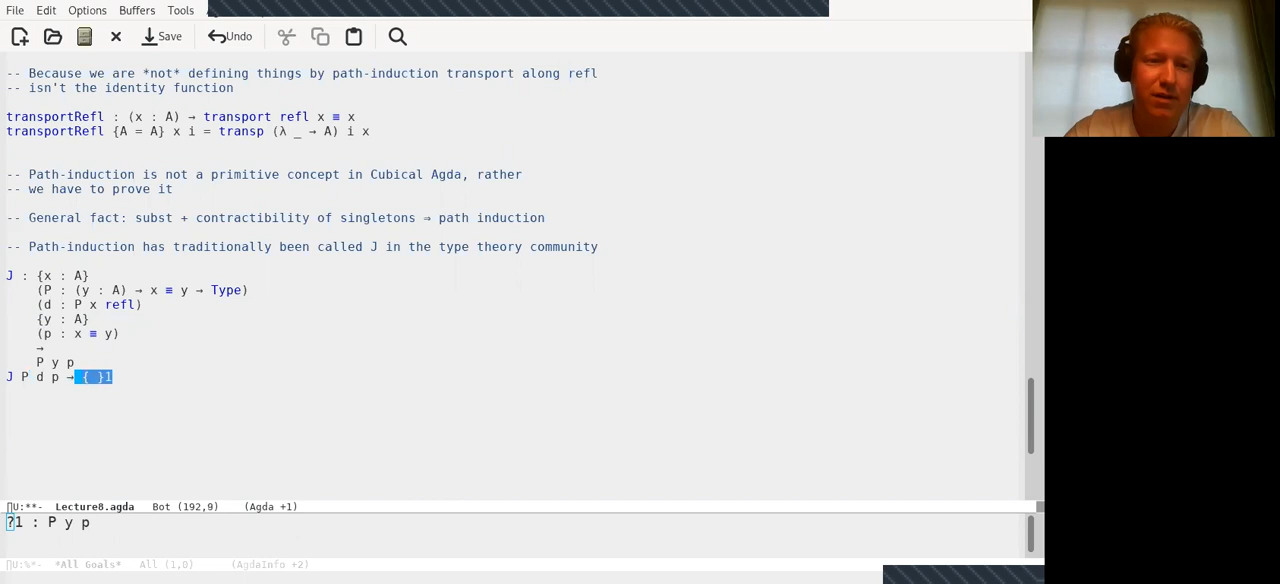 File Edit Options Buffers Tools
Save Undo
-- Because we are *not* defining things by path-induction transport along refl
-- isn't the identity function
transportRefl : (x : A) → transport refl x ≡ x
transportRefl {A = A} x i = transp (λ _ → A) i x
-- Path-induction is not a primitive concept in Cubical Agda, rather
-- we have to prove it
-- General fact: subst + contractibility of singletons ⇒ path induction
-- Path-induction has traditionally been called J in the type theory community
J : {x : A}
(P : (y : A) → x ≡ y → Type)
(d : P x refl)
{y : A}
(p : x ≡ y)
→
P y p
J P d p → { }1
U:**- Lecture8.agda Bot (192,9) (Agda +1)
?1 : P y p
U:%*- *All Goals* All (1,0) (AgdaInfo +2)